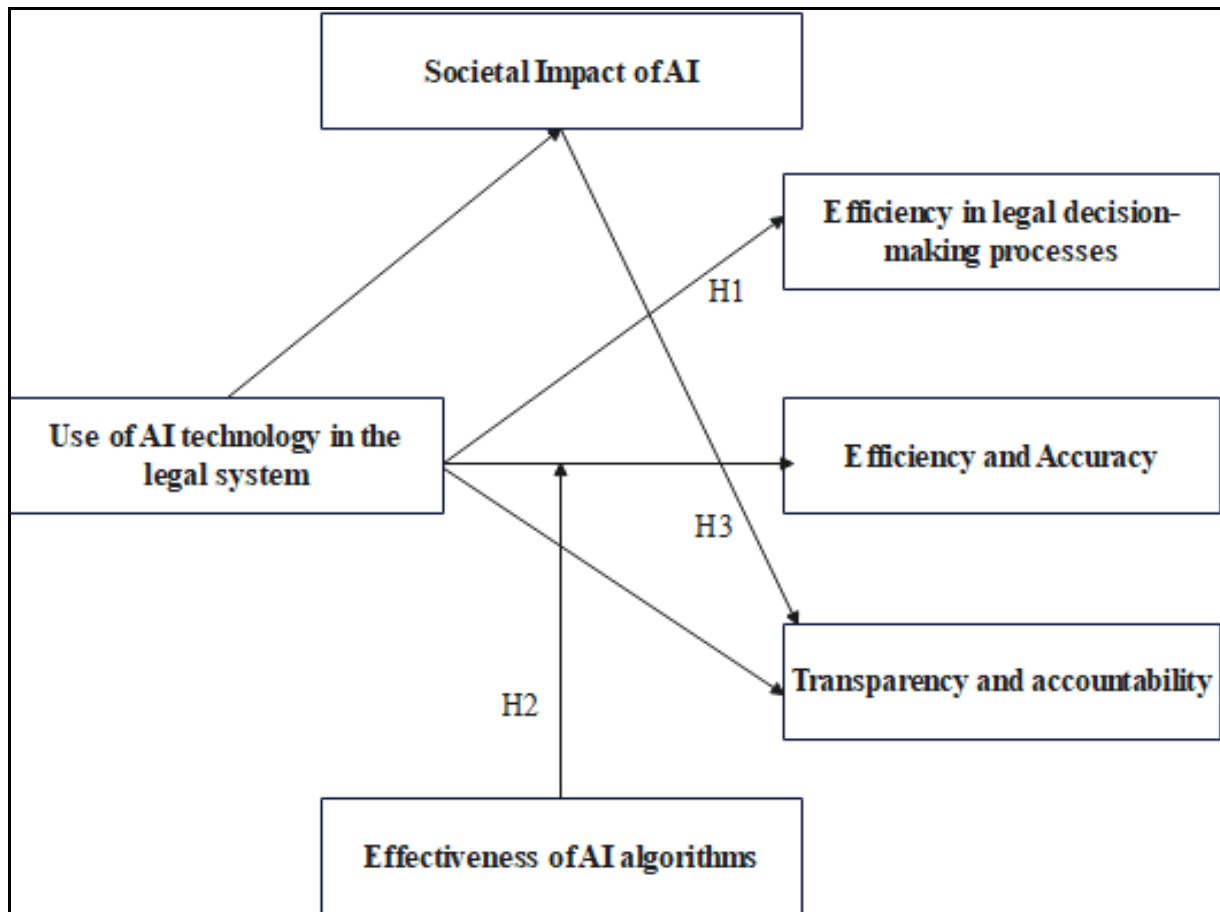 Societal Impact of AI
Efficiency in legal decision-
making processes
H1
Use of AI technology in the
legal system
Efficiency and Accuracy
H3
Transparency and accountability
H2
Effectiveness of AI algorithms